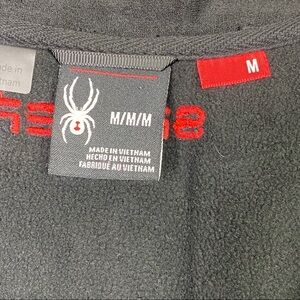 M
M/M/M
MADE IN VIETNAM
HECHO EN VIETNAM
FABRIQUÉ AU VIETNAM